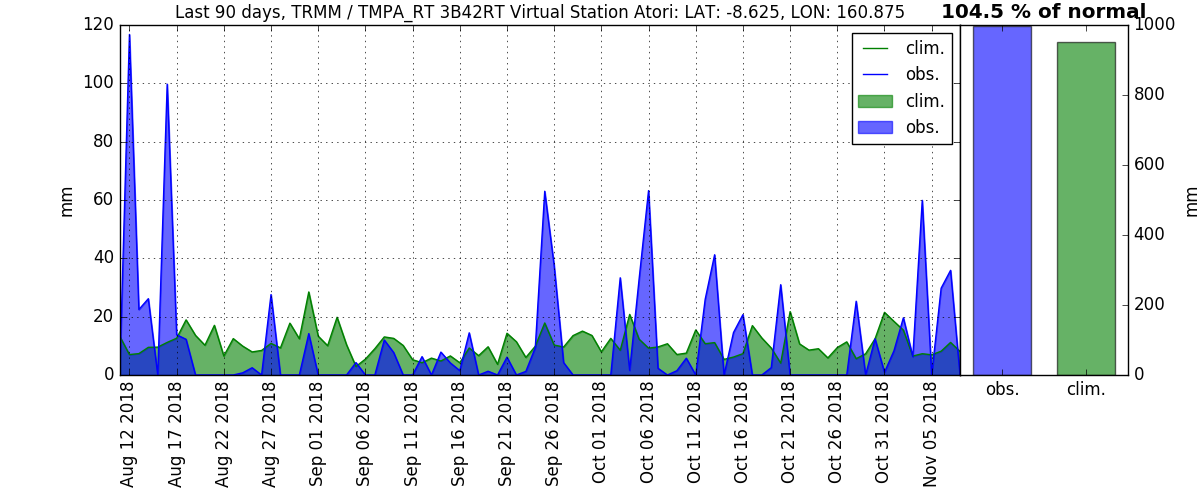 Last 90 days, TRMM / TMPA_RT 3B42RT Virtual Station Atori: LAT: -8.625, LON: 160.875
104.5 % of normal
120
100
80
60
40
20
0
mm
clim.
obs.
clim.
obs.
1000
800
600
400
200
0
mm
Aug 12 2018
Aug 17 2018
Aug 22 2018
Aug 27 2018
Sep 01 2018
Sep 06 2018
Sep 11 2018
Sep 16 2018
Sep 21 2018
Sep 26 2018
Oct 01 2018
Oct 06 2018
Oct 11 2018
Oct 16 2018
Oct 21 2018
Oct 26 2018
Oct 31 2018
Nov 05 2018
obs.
clim.